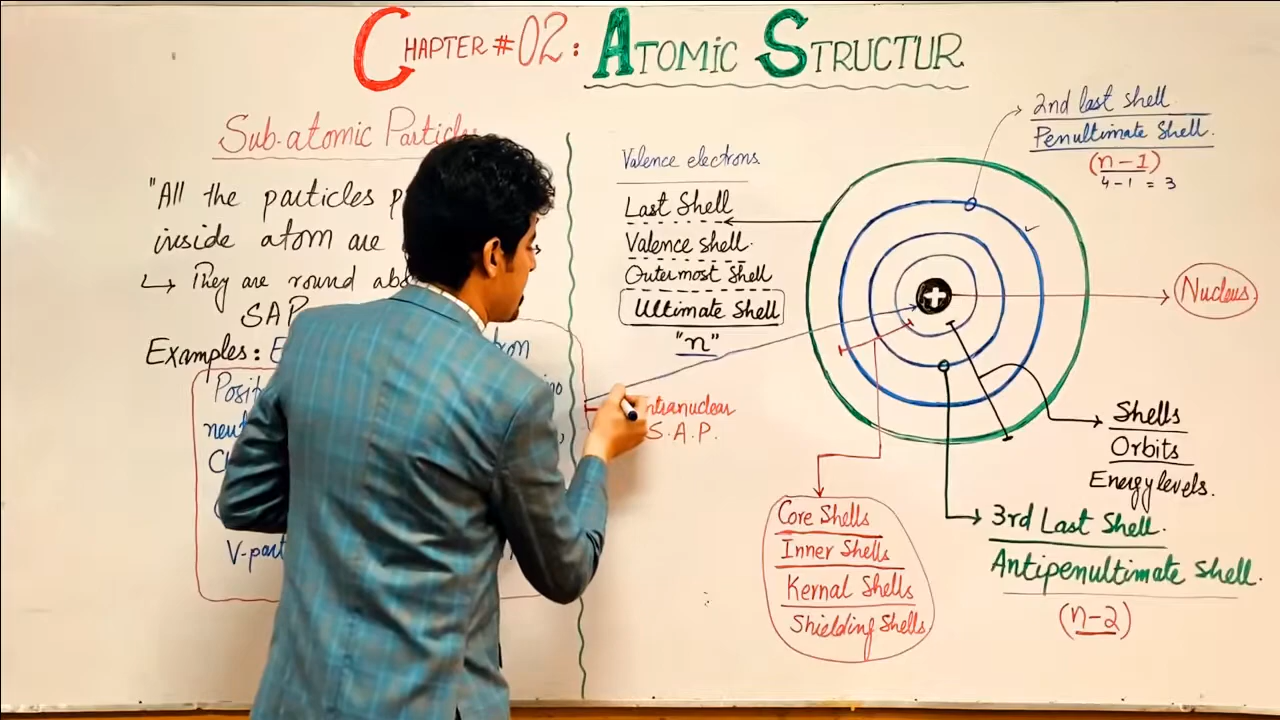 CHAPTER # 02: ATOMIC STRUCTUR
Sub-atomic Particles
"All the particles p
inside atom are
↳ They are round abo
SAP
Examples: E
Posit
neut
V-part
Valence electrons
Last Shell
Valence shell
Outermost Shell
Ultimate Shell
"n"
ntranuclear
S.A.P.
2nd last shell
Penultimate Shell.
(n-1)
4-1 = 3
+
Nucleus
Shells
Orbits
Energy levels.
3rd Last Shell.
Antipenultimate shell.
(n-2)
Core Shells
Inner Shells
Kernal Shells
Shielding Shells